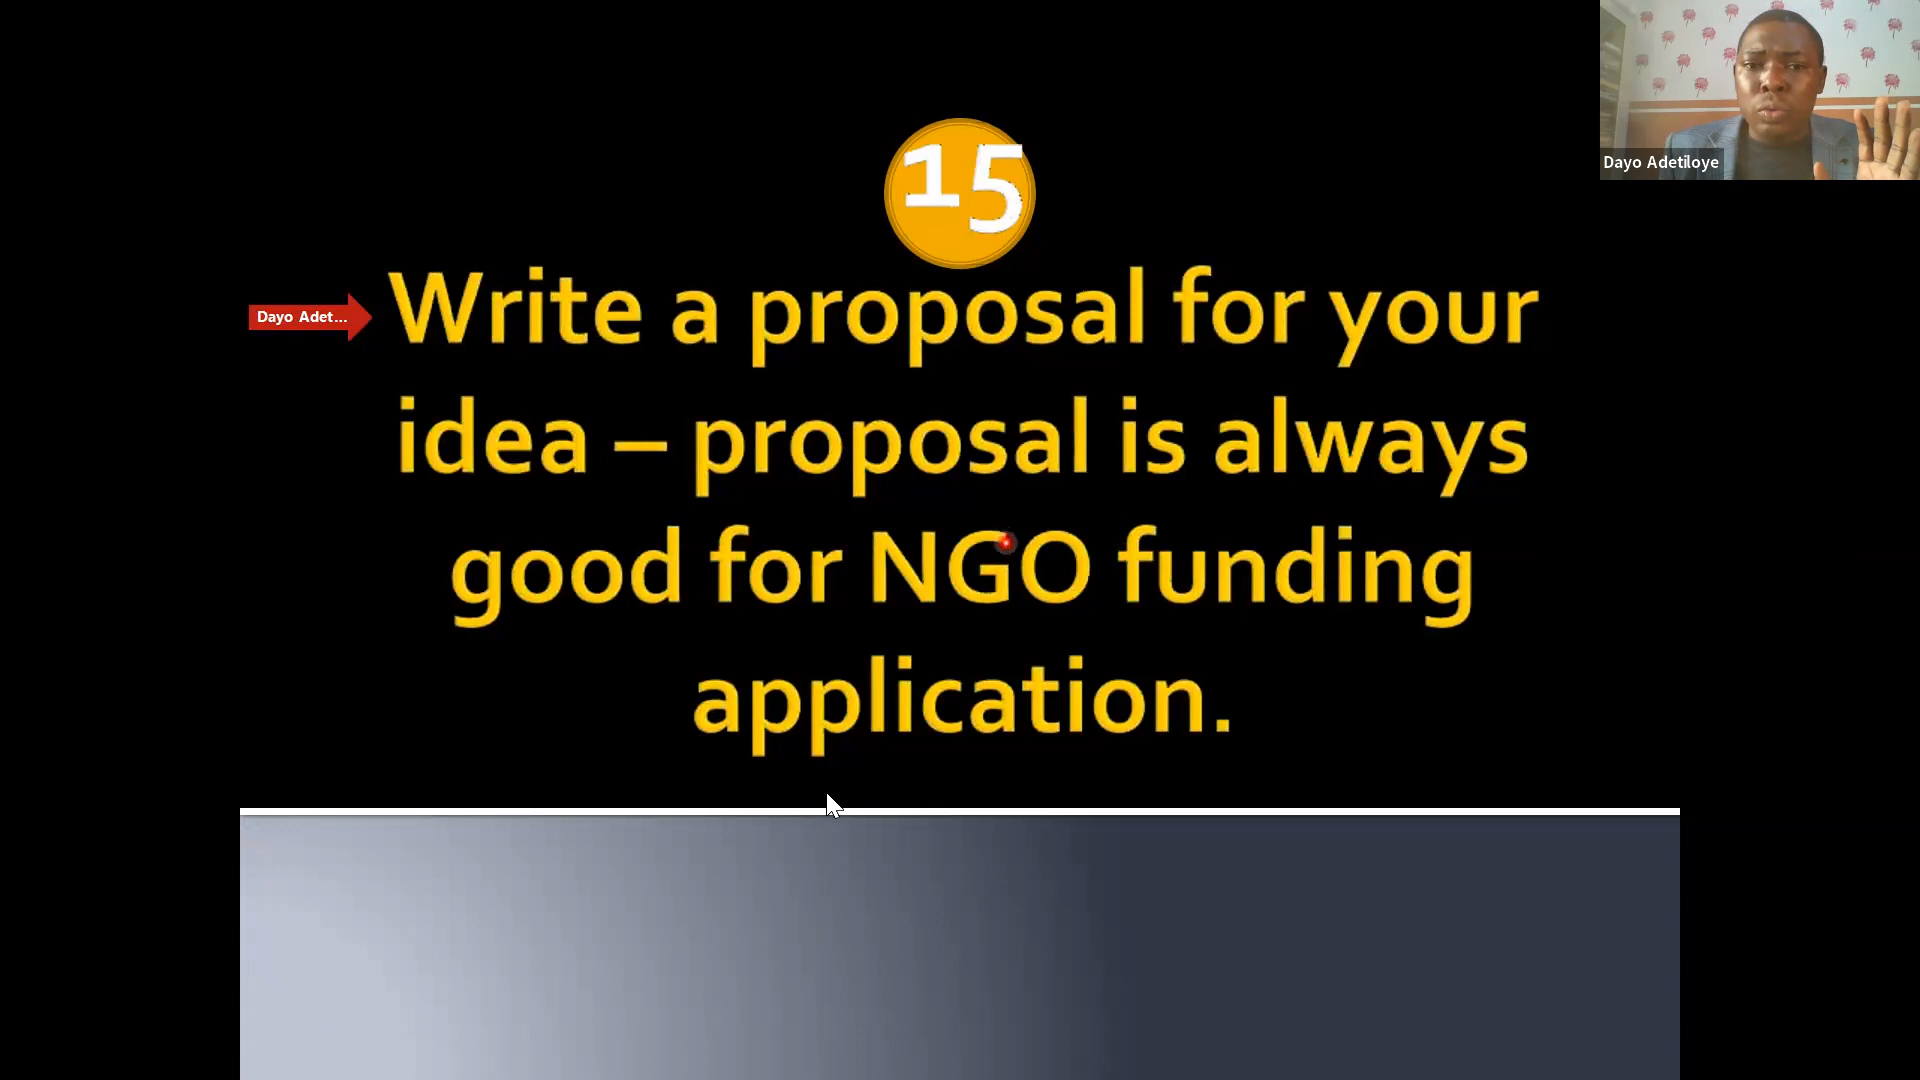 Dayo Adetiloye
15
Dayo Adet...
Write a proposal for your
idea – proposal is always
good for NGO funding
application.